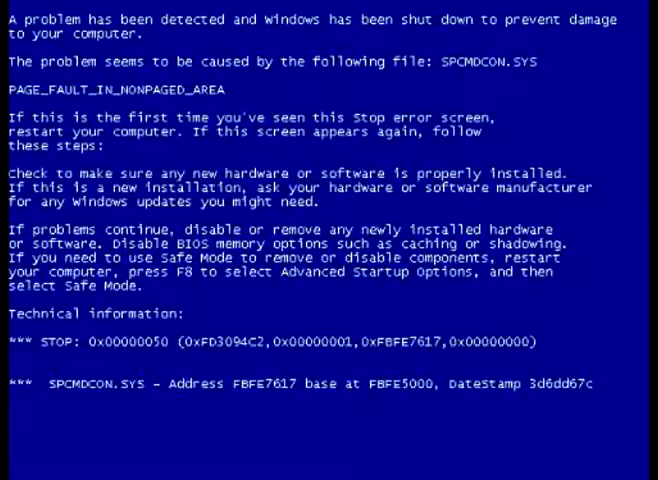 A problem has been detected and Windows has been shut down to prevent damage
to your computer.
The problem seems to be caused by the following file: SPCMDCON.SYS
PAGE_FAULT_IN_NONPAGED_AREA
If this is the first time you've seen this Stop error screen,
restart your computer. If this screen appears again, follow
these steps:
Check to make sure any new hardware or software is properly installed.
If this is a new installation, ask your hardware or software manufacturer
for any Windows updates you might need.
If problems continue, disable or remove any newly installed hardware
or software. Disable BIOS memory options such as caching or shadowing.
If you need to use Safe Mode to remove or disable components, restart
your computer, press F8 to select Advanced Startup Options, and then
select Safe Mode.
Technical information:
*** STOP: 0x00000050 (0xFD3094C2,0x00000001,0xFBFE7617,0x00000000)
***  SPCMDCON.SYS - Address FBFE7617 base at FBFE5000, DateStamp 3d6dd67c